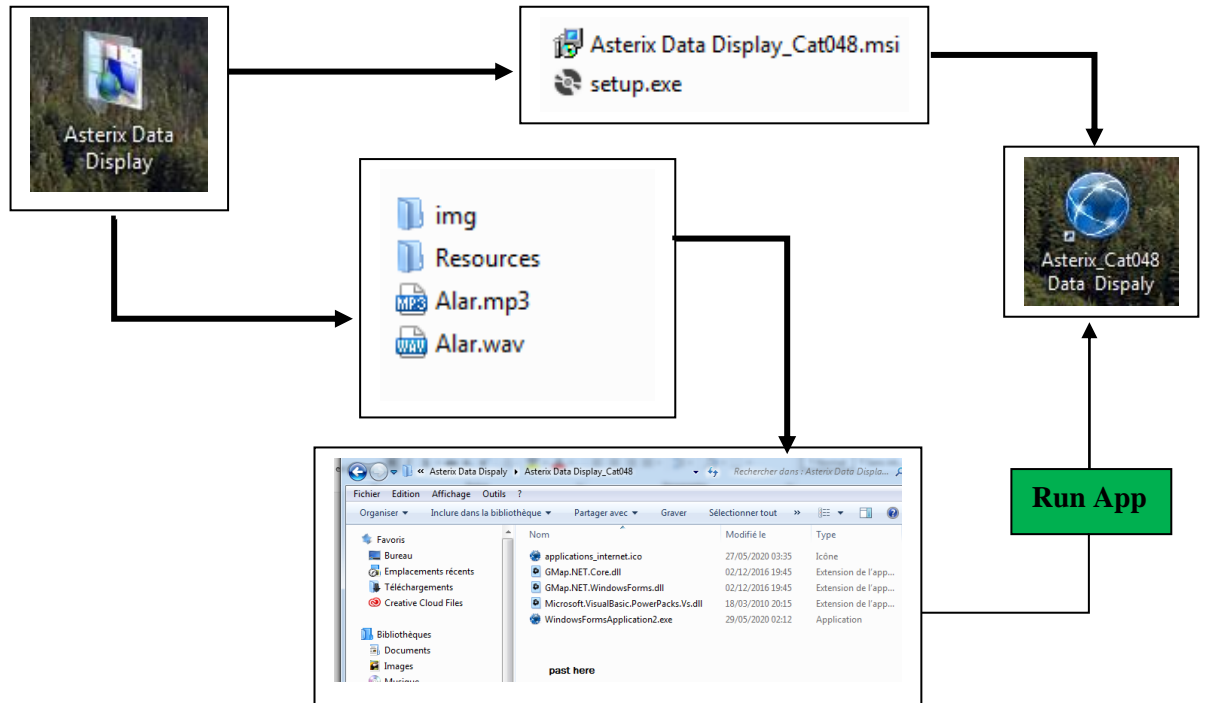 Asterix Data
Display
Asterix Data Display_Cat048.msi
setup.exe
img
Resources
MP3 Alar.mp3
WAV Alar.wav
Asterix_Cat048
Data Dispaly
Run App
« Asterix Data Dispaly ▸ Asterix Data Display_Cat048
Rechercher dans : Asterix Data Displa...
Fichier Edition Affichage Outils ?
Organiser Inclure dans la bibliothèque Partager avec Graver Sélectionner tout »
Favoris
Bureau
Emplacements récents
Téléchargements
Creative Cloud Files
Bibliothèques
Documents
Images
Musique
Nom Modifié le Type
applications_internet.ico 27/05/2020 03:35 Icône
GMap.NET.Core.dll 02/12/2016 19:45 Extension de l'app...
GMap.NET.WindowsForms.dll 02/12/2016 19:45 Extension de l'app...
Microsoft.VisualBasic.PowerPacks.Vs.dll 18/03/2010 20:15 Extension de l'app...
WindowsFormsApplication2.exe 29/05/2020 02:12 Application
past here